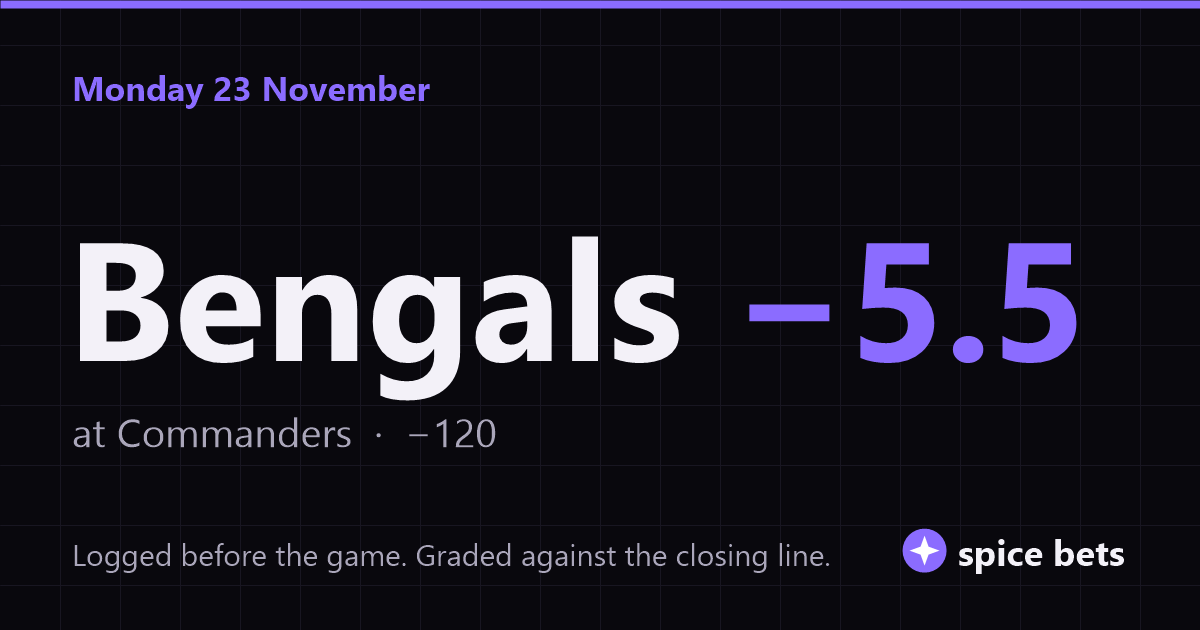 Monday 23 November
Bengals −5.5
at Commanders · −120
Logged before the game. Graded against the closing line.
spice bets